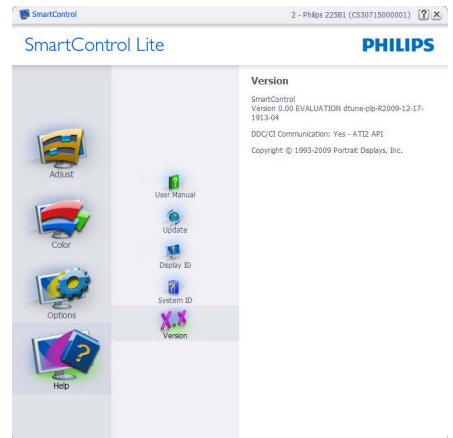 SmartControl
2 - Philips 225B1 (CS30715000001)
SmartControl Lite
PHILIPS
Adjust
Color
Options
Help
User Manual
Update
Display ID
System ID
X.X
Version
Version
SmartControl
Version 0.00 EVALUATION dtune-plp-R2009-12-17-
1913-04
DDC/CI Communication: Yes - ATI2 API
Copyright © 1993-2009 Portrait Displays, Inc.